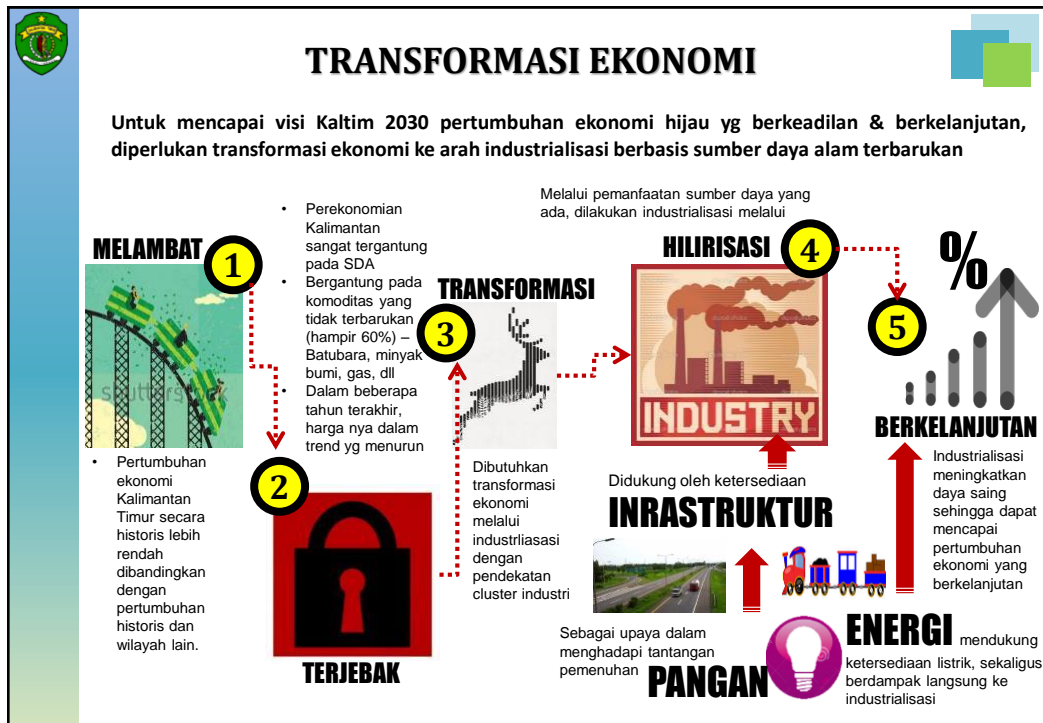 TRANSFORMASI EKONOMI
Untuk mencapai visi Kaltim 2030 pertumbuhan ekonomi hijau yg berkeadilan & berkelanjutan,
diperlukan transformasi ekonomi ke arah industrialisasi berbasis sumber daya alam terbarukan
MELAMBAT
1
• Pertumbuhan
ekonomi
Kalimantan
Timur secara
historis lebih
rendah
dibandingkan
dengan
pertumbuhan
historis dan
wilayah lain.
• Perekonomian
Kalimantan
sangat tergantung
pada SDA
• Bergantung pada
komoditas yang
tidak terbarukan
(hampir 60%) –
Batubara, minyak
bumi, gas, dll
• Dalam beberapa
tahun terakhir,
harga nya dalam
trend yg menurun
2
TERJEBAK
TRANSFORMASI
3
Dibutuhkan
transformasi
ekonomi
melalui
industrliasasi
dengan
pendekatan
cluster industri
Melalui pemanfaatan sumber daya yang
ada, dilakukan industrialisasi melalui
HILIRISASI
4
INDUSTRY
Didukung oleh ketersediaan
INRASTRUKTUR
Sebagai upaya dalam
menghadapi tantangan
pemenuhan PANGAN
5
%
BERKELANJUTAN
Industrialisasi
meningkatkan
daya saing
sehingga dapat
mencapai
pertumbuhan
ekonomi yang
berkelanjutan
ENERGI mendukung
ketersediaan listrik, sekaligus
berdampak langsung ke
industrialisasi